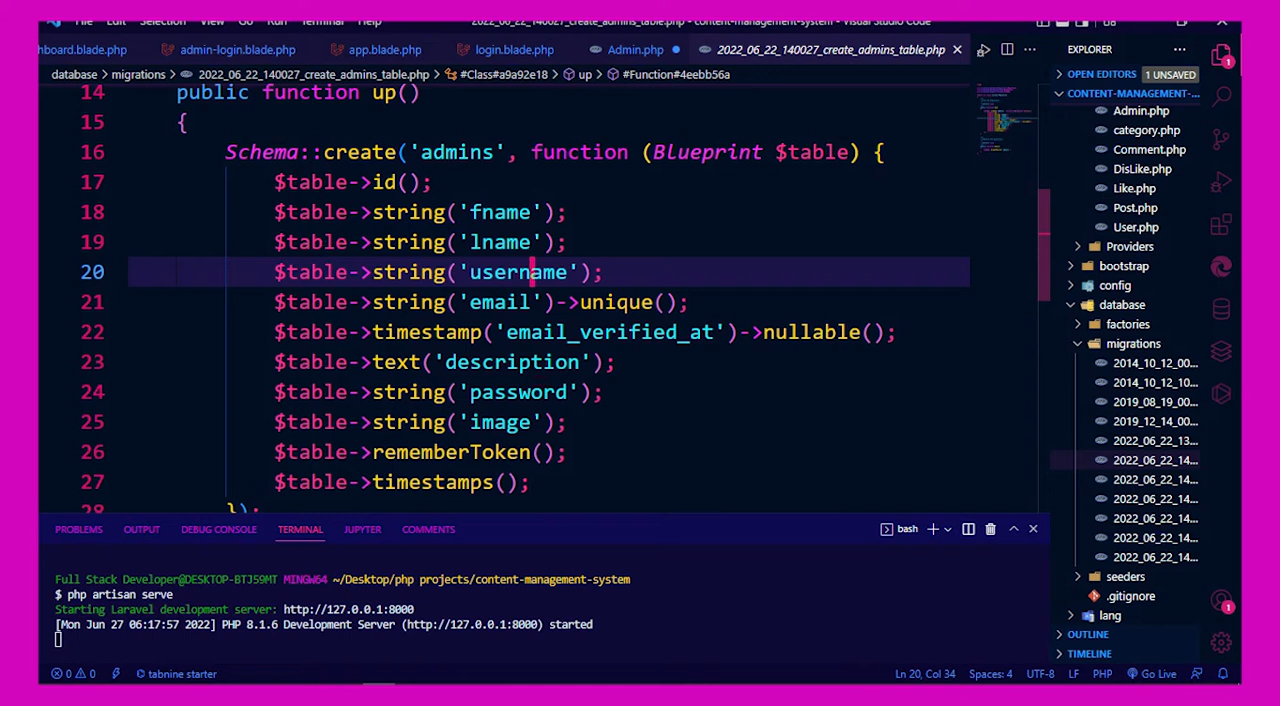 File Edit Selection View Go Run Terminal Help 2022_06_22_140027_create_admins_table.php - content-management-system - Visual Studio Code
hboard.blade.php admin-login.blade.php app.blade.php login.blade.php Admin.php 2022_06_22_140027_create_admins_table.php
database > migrations > 2022_06_22_140027_create_admins_table.php > #Class#a9a92e18 > up > #Function#4eebb56a
14 public function up()
15 {
16 Schema::create('admins', function (Blueprint $table) {
17 $table->id();
18 $table->string('fname');
19 $table->string('lname');
20 $table->string('username');
21 $table->string('email')->unique();
22 $table->timestamp('email_verified_at')->nullable();
23 $table->text('description');
24 $table->string('password');
25 $table->string('image');
26 $table->rememberToken();
27 $table->timestamps();
28 });
PROBLEMS OUTPUT DEBUG CONSOLE TERMINAL JUPYTER COMMENTS
bash
Full Stack Developer@DESKTOP-BTJ59MT MINGW64 ~/Desktop/php projects/content-management-system
$ php artisan serve
Starting Laravel development server: http://127.0.0.1:8000
[Mon Jun 27 06:17:57 2022] PHP 8.1.6 Development Server (http://127.0.0.1:8000) started
EXPLORER
OPEN EDITORS 1 UNSAVED
CONTENT-MANAGEMENT-...
Admin.php
category.php
Comment.php
DisLike.php
Like.php
Post.php
User.php
Providers
bootstrap
config
database
factories
migrations
2014_10_12_00...
2014_10_12_10...
2019_08_19_00...
2019_12_14_00...
2022_06_22_13...
2022_06_22_14...
2022_06_22_14...
2022_06_22_14...
2022_06_22_14...
2022_06_22_14...
2022_06_22_14...
seeders
.gitignore
lang
OUTLINE
TIMELINE
1
1
0 0 tabnine starter Ln 20, Col 34 Spaces: 4 UTF-8 LF PHP Go Live